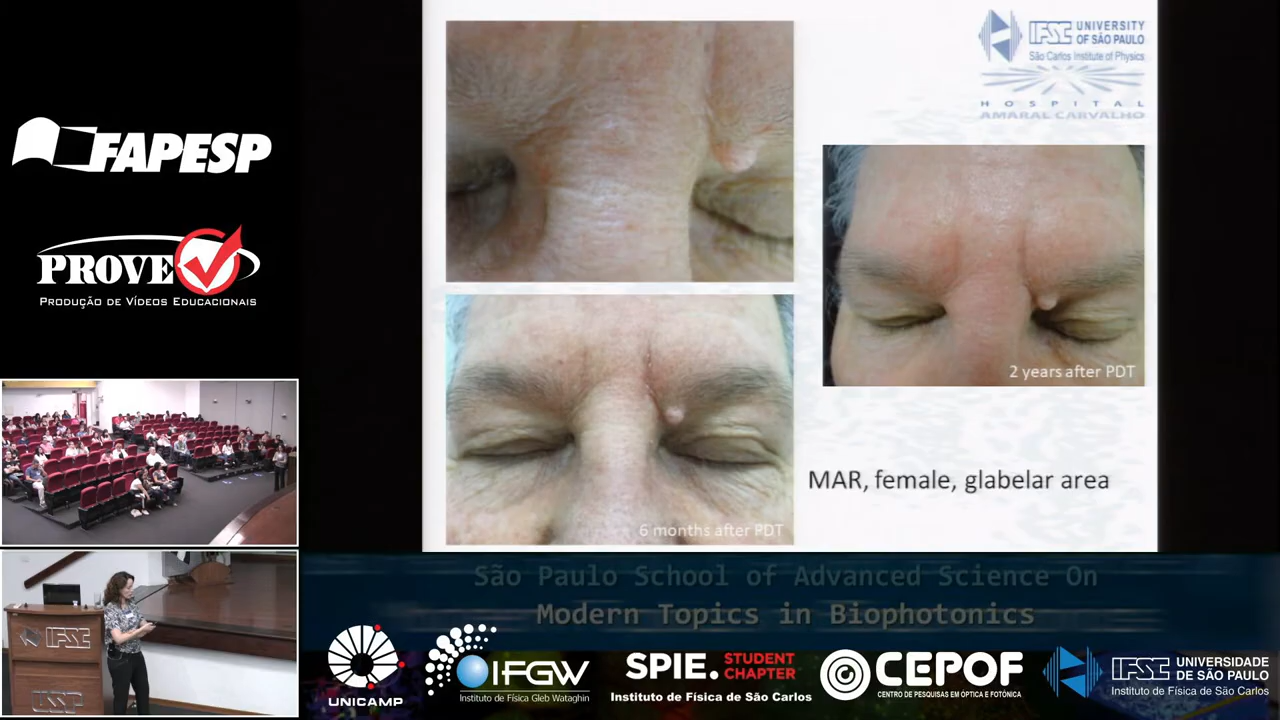 FAPESP
PROVE
PRODUÇÃO DE VÍDEOS EDUCACIONAIS
IFSC UNIVERSITY
OF SÃO PAULO
São Carlos Institute of Physics
HOSPITAL
AMARAL CARVALHO
2 years after PDT
6 months after PDT
MAR, female, glabelar area
IFSC
USP
São Paulo School of Advanced Science On
Modern Topics in Biophotonics
UNICAMP
IFGW
Instituto de Física Gleb Wataghin
SPIE. STUDENT
CHAPTER
Instituto de Física de São Carlos
CEPOF
CENTRO DE PESQUISAS EM ÓPTICA E FOTÔNICA
IFSC UNIVERSIDADE
DE SÃO PAULO
Instituto de Física de São Carlos